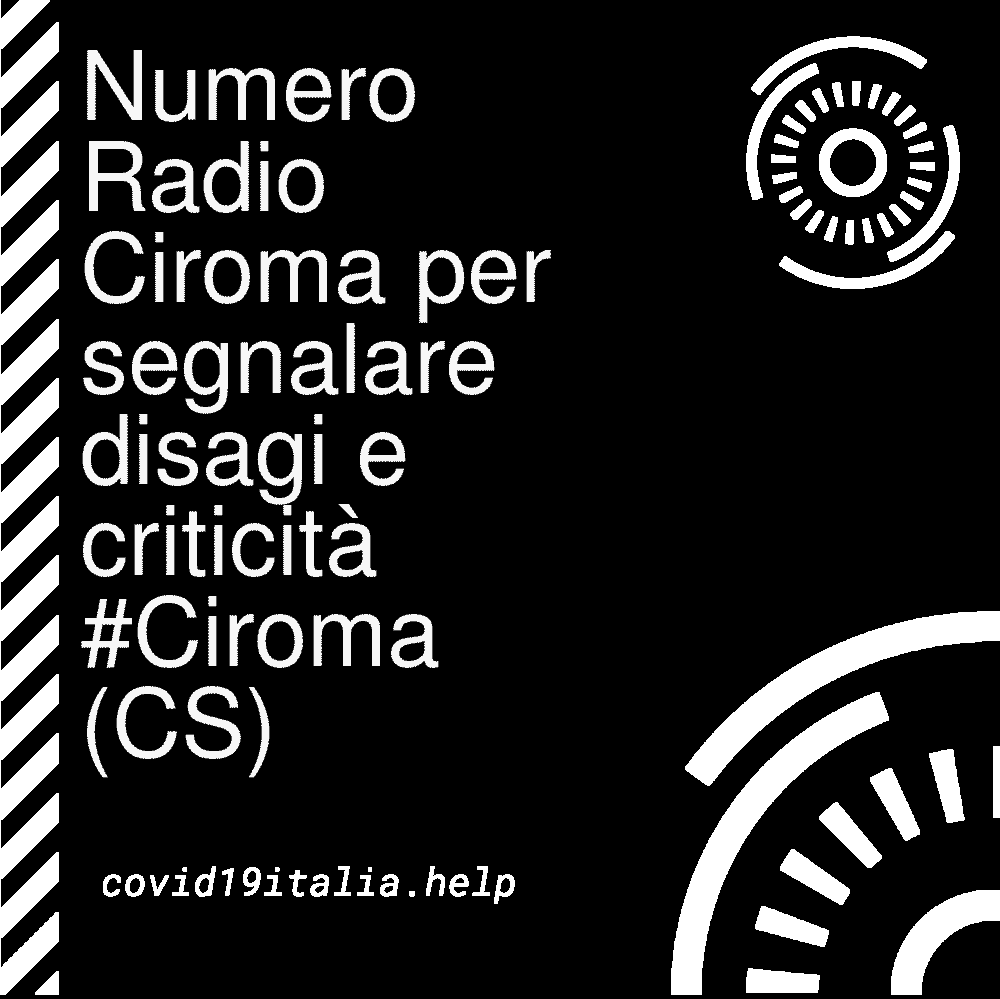 Numero
Radio
Ciroma per
segnalare
disagi e
criticità
#Ciroma
(CS)
covid19italia.help